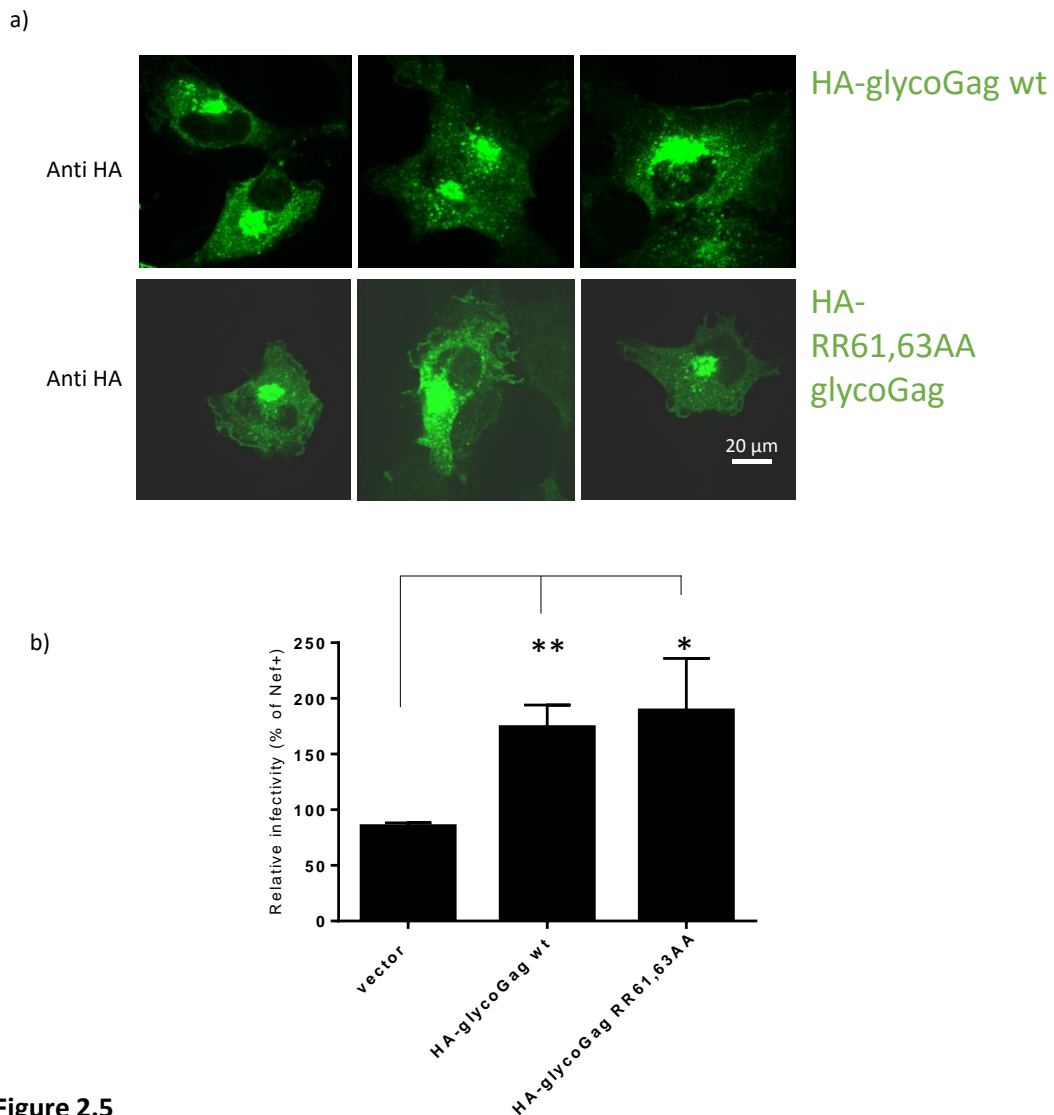 a)
HA-glycoGag wt
Anti HA
HA-
RR61,63AA
glycoGag
Anti HA
20 µm
b)
Relative infectivity (% of Nef+)
250
200
150
100
50
0
**
*
vector
HA-glycoGag wt
HA-glycoGag RR61,63AA
Figure 2.5